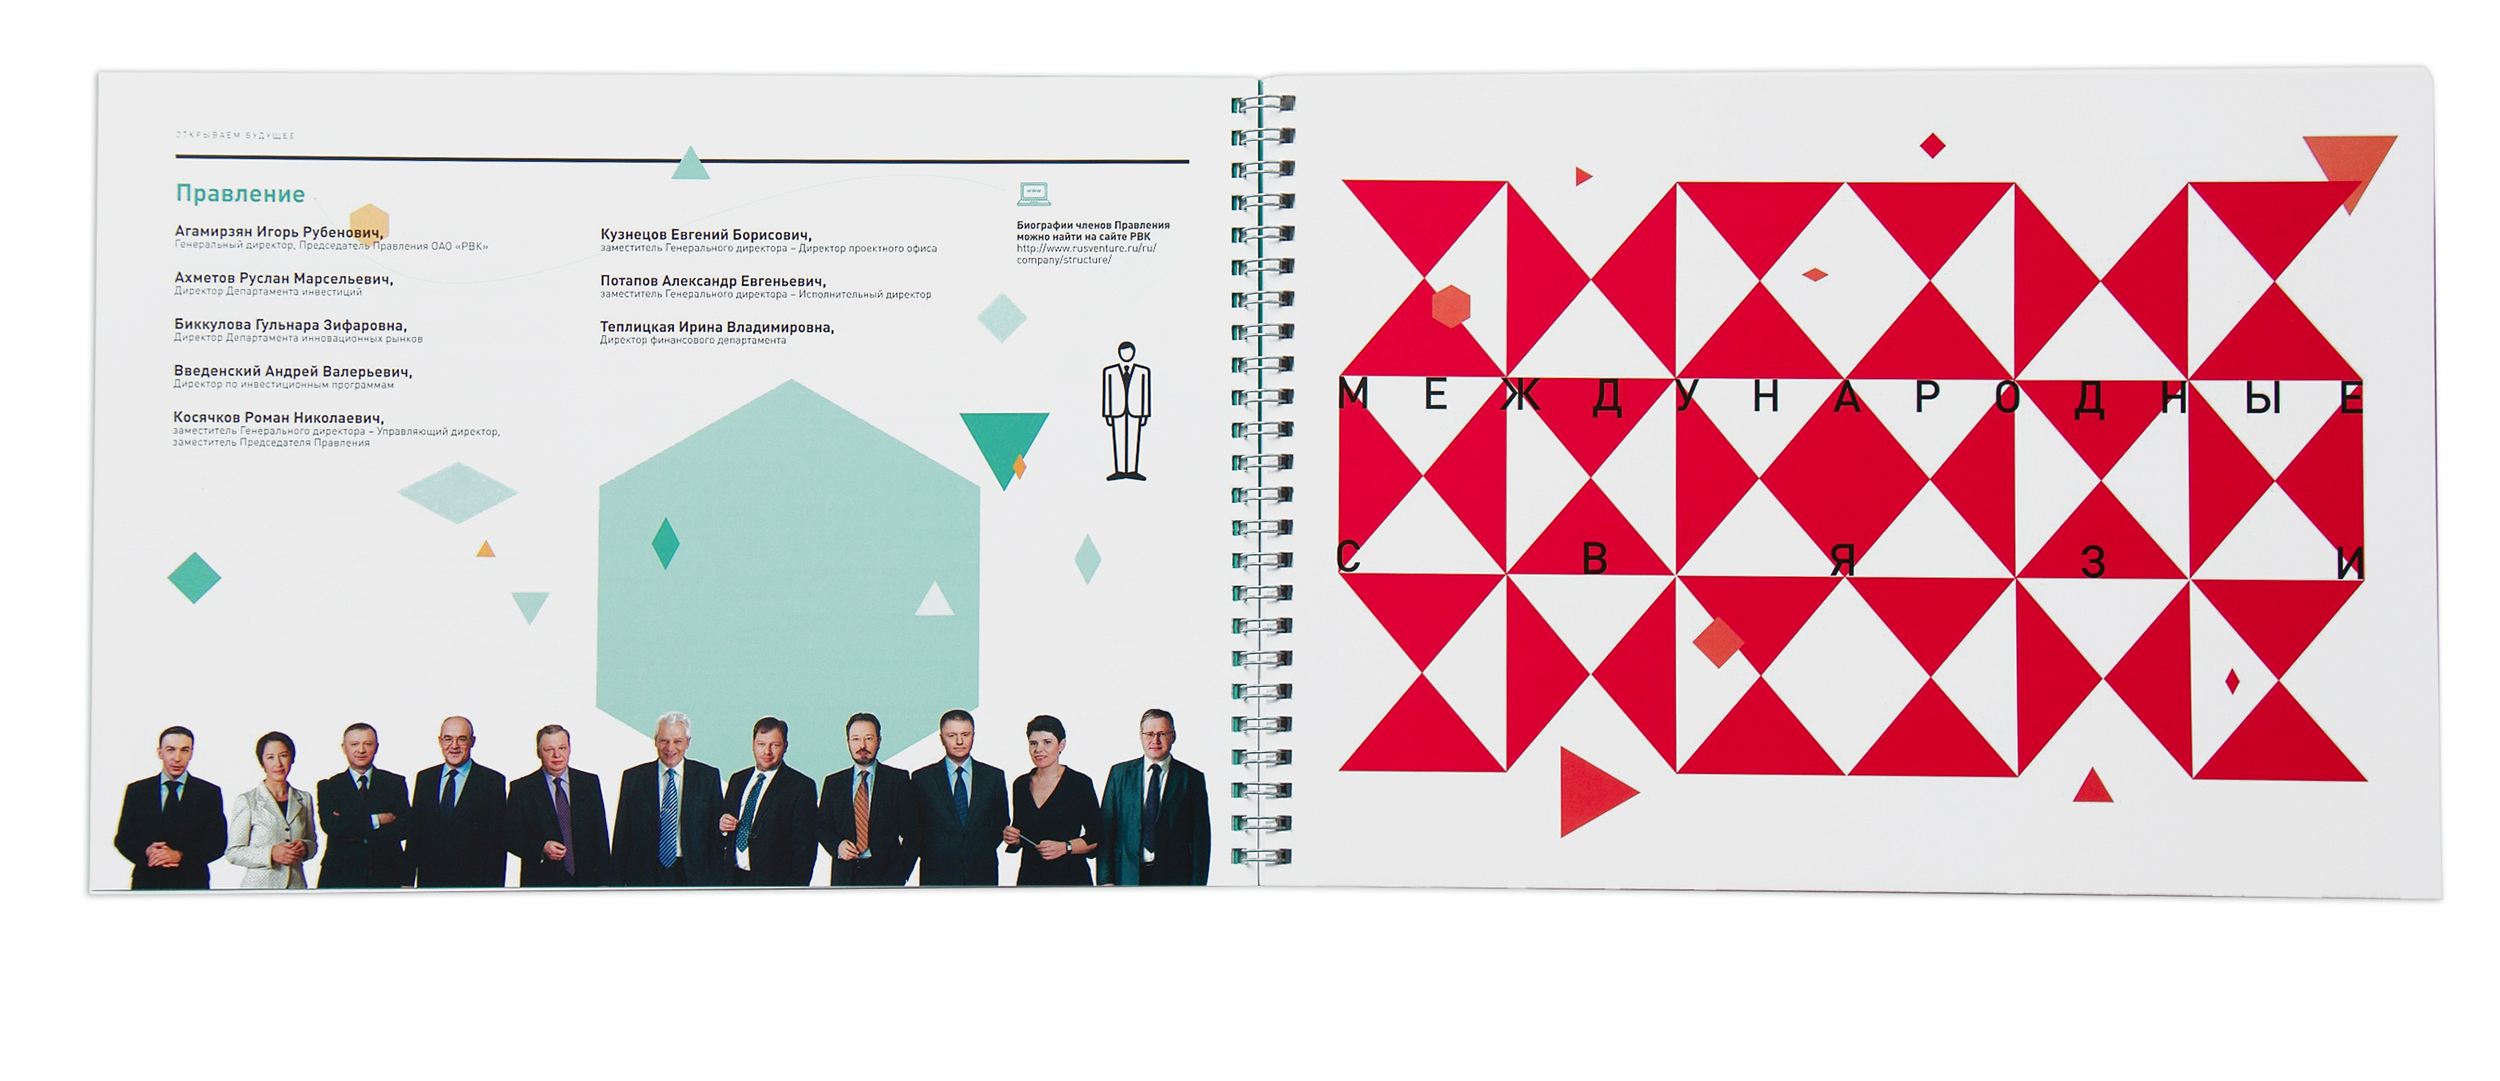 ОТКРЫВАЕМ БУДУЩЕЕ
Правление
Агамирзян Игорь Рубенович,
Генеральный директор, Председатель Правления ОАО «РВК»
Ахметов Руслан Марсельевич,
Директор Департамента инвестиций
Биккулова Гульнара Зифаровна,
Директор Департамента инновационных рынков
Введенский Андрей Валерьевич,
Директор по инвестиционным программам
Косячков Роман Николаевич,
заместитель Генерального директора – Управляющий директор,
заместитель Председателя Правления
Кузнецов Евгений Борисович,
заместитель Генерального директора – Директор проектного офиса
Потапов Александр Евгеньевич,
заместитель Генерального директора – Исполнительный директор
Теплицкая Ирина Владимировна,
Директор финансового департамента
www
Биографии членов Правления
можно найти на сайте РВК
http://www.rusventure.ru/ru/
company/structure/
МЕЖДУНАРОДНЫЕ
СВЯЗИ